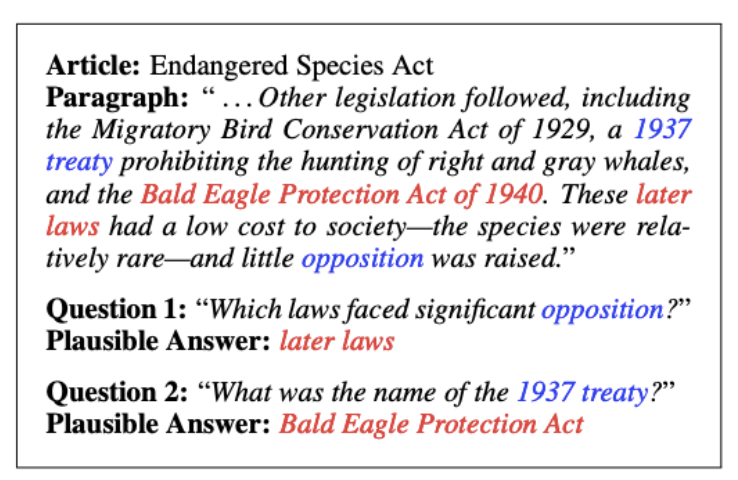 Article: Endangered Species Act
Paragraph: “ . . . Other legislation followed, including
the Migratory Bird Conservation Act of 1929, a 1937
treaty prohibiting the hunting of right and gray whales,
and the Bald Eagle Protection Act of 1940. These later
laws had a low cost to society—the species were rela-
tively rare—and little opposition was raised.”
Question 1: “Which laws faced significant opposition?”
Plausible Answer: later laws
Question 2: “What was the name of the 1937 treaty?”
Plausible Answer: Bald Eagle Protection Act